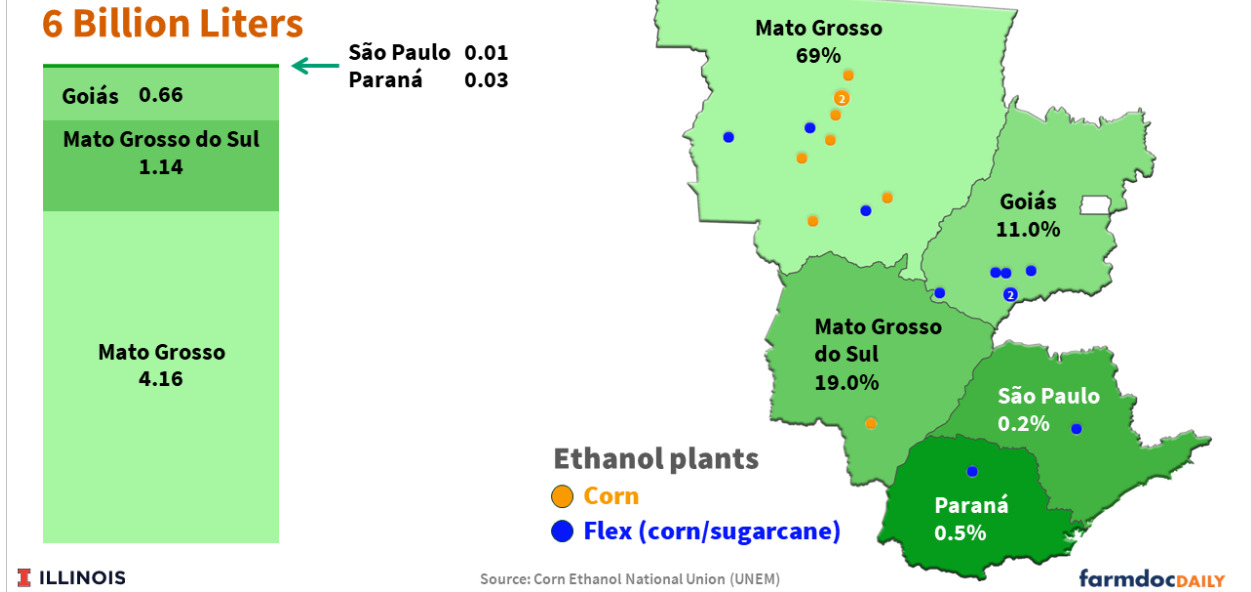 6 Billion Liters
São Paulo 0.01
Paraná 0.03
Goiás 0.66
Mato Grosso do Sul
1.14
Mato Grosso
4.16
Mato Grosso
69%
2
Goiás
11.0%
2
Mato Grosso
do Sul
19.0%
São Paulo
0.2%
Paraná
0.5%
Ethanol plants
Corn
Flex (corn/sugarcane)
I ILLINOIS
Source: Corn Ethanol National Union (UNEM)
farmdocDAILY